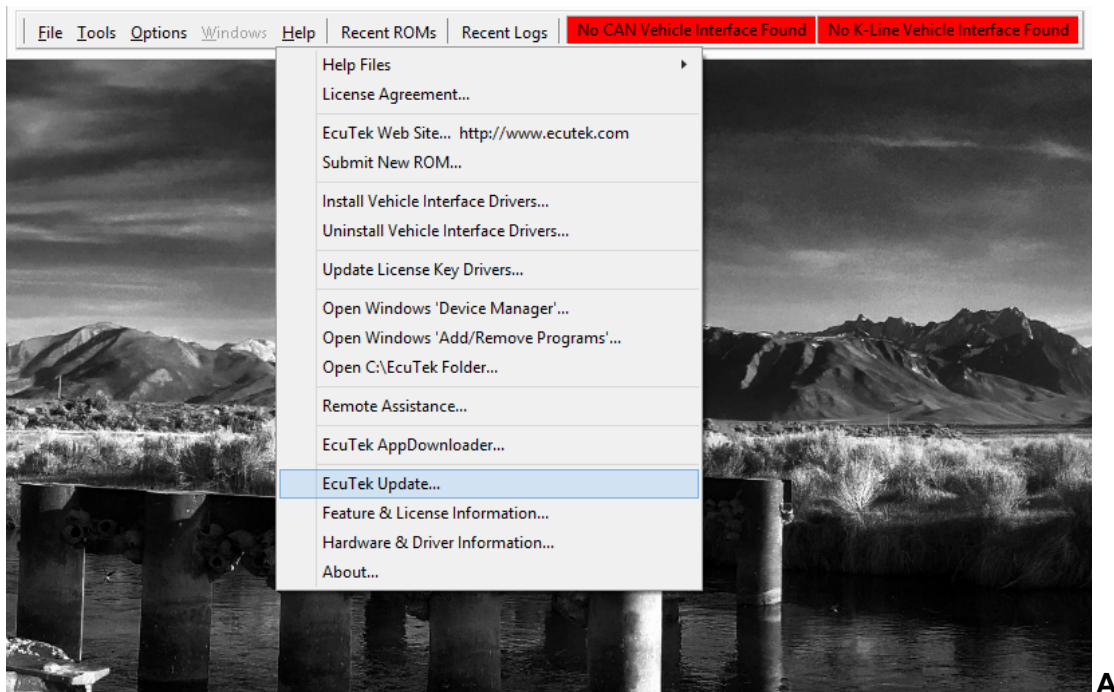 File Tools Options Windows Help Recent ROMs Recent Logs No CAN Vehicle Interface Found No K-Line Vehicle Interface Found
Help Files
License Agreement...
EcuTek Web Site... http://www.ecutek.com
Submit New ROM...
Install Vehicle Interface Drivers...
Uninstall Vehicle Interface Drivers...
Update License Key Drivers...
Open Windows 'Device Manager'...
Open Windows 'Add/Remove Programs'...
Open C:\EcuTek Folder...
Remote Assistance...
EcuTek AppDownloader...
EcuTek Update...
Feature & License Information...
Hardware & Driver Information...
About...
A